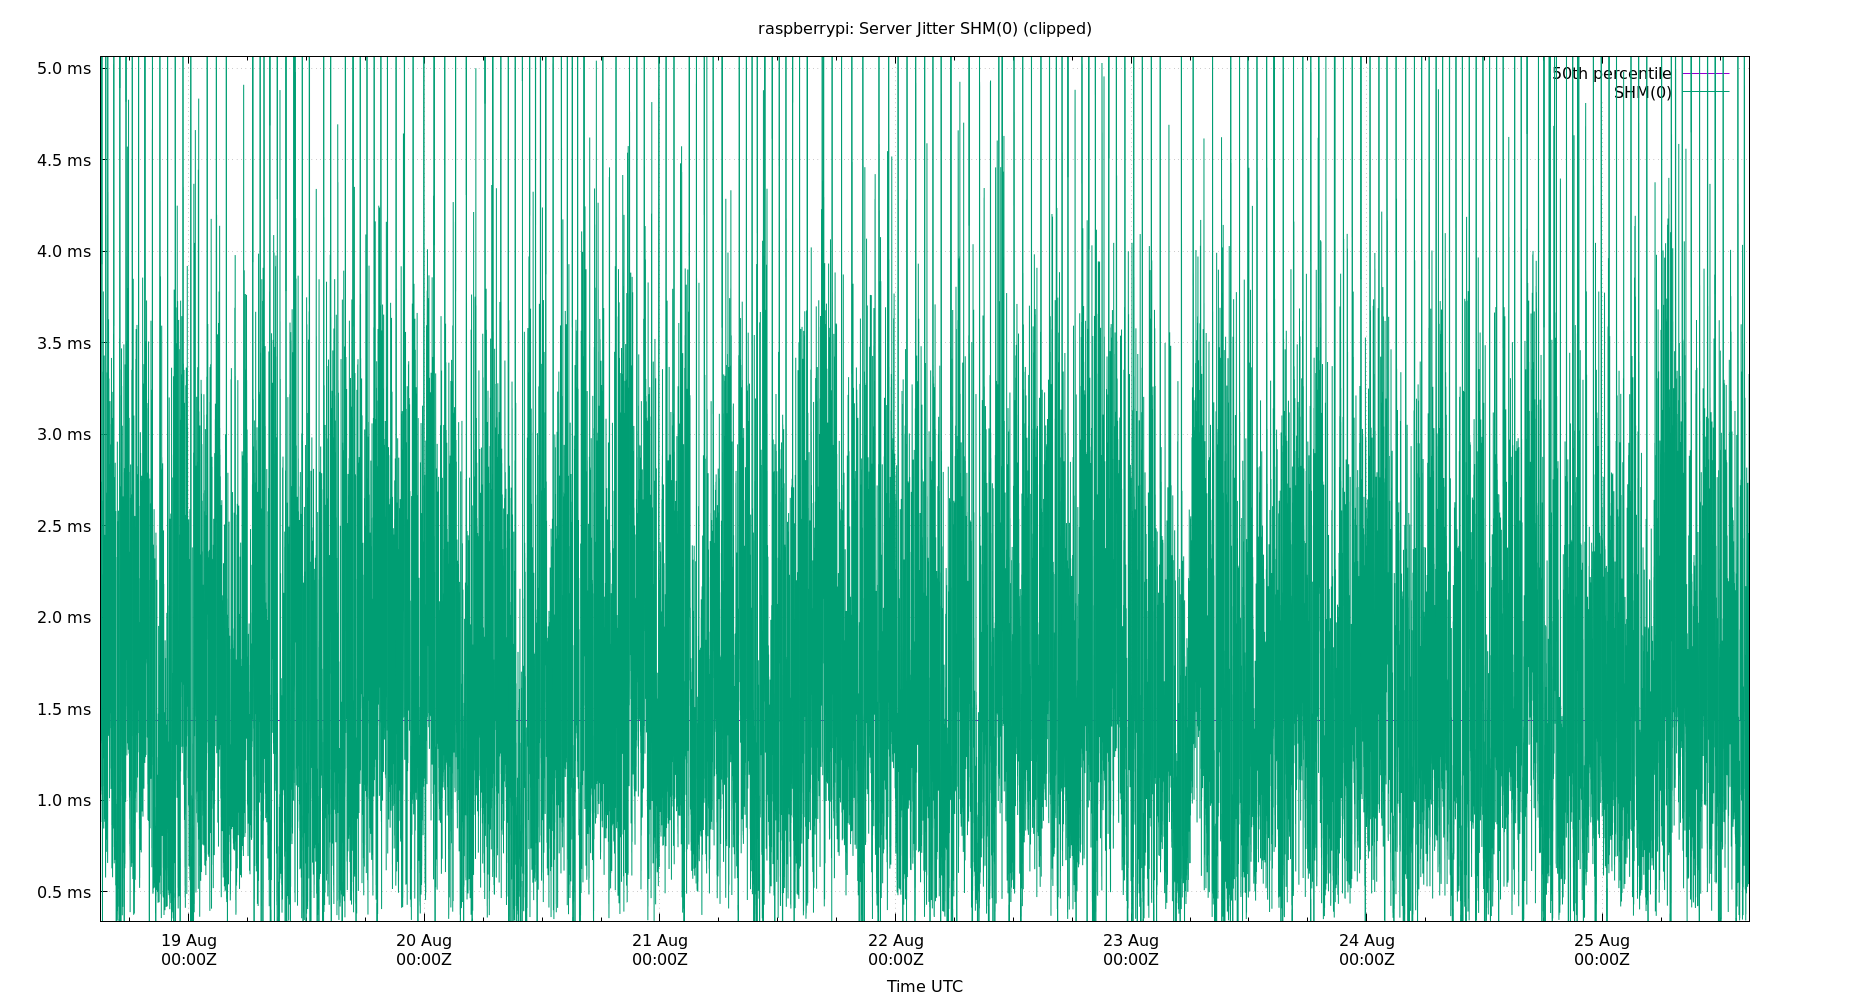 raspberrypi: Server Jitter SHM(0) (clipped)
5.0 ms
50th percentile
SHM(0)
4.5 ms
4.0 ms
3.5 ms
3.0 ms
2.5 ms
2.0 ms
1.5 ms
1.0 ms
0.5 ms
19 Aug 20 Aug 21 Aug 22 Aug 23 Aug 24 Aug 25 Aug
00:00Z 00:00Z 00:00Z 00:00Z 00:00Z 00:00Z 00:00Z
Time UTC